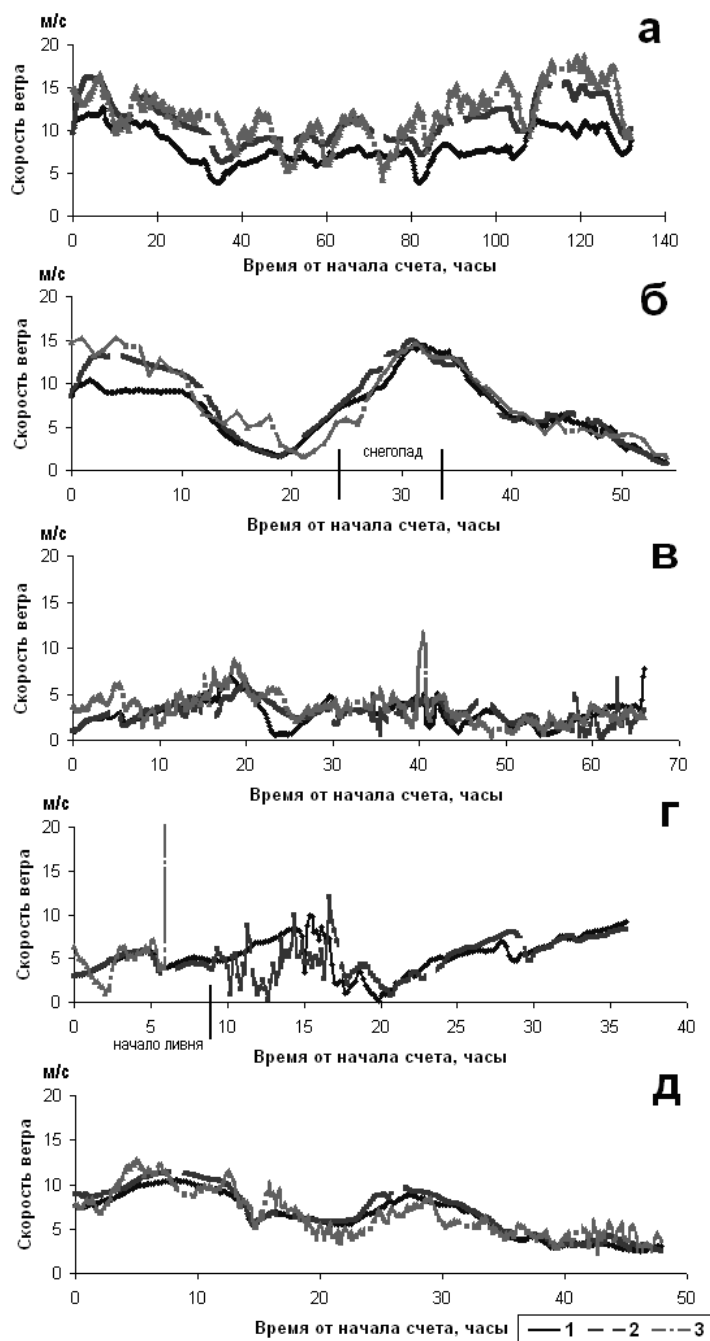 м/с
а
20
15
10
5
0
Скорость ветра
0 20 40 60 80 100 120 140
Время от начала счета, часы
м/с
б
20
15
10
5
0
Скорость ветра
снегопад
0 10 20 30 40 50
Время от начала счета, часы
м/с
в
20
15
10
5
0
Скорость ветра
0 10 20 30 40 50 60 70
Время от начала счета, часы
м/с
г
20
15
10
5
0
Скорость ветра
0 5 10 15 20 25 30 35 40
начало ливня
Время от начала счета, часы
м/с
д
20
15
10
5
0
Скорость ветра
0 10 20 30 40 50
Время от начала счета, часы
1 2 3